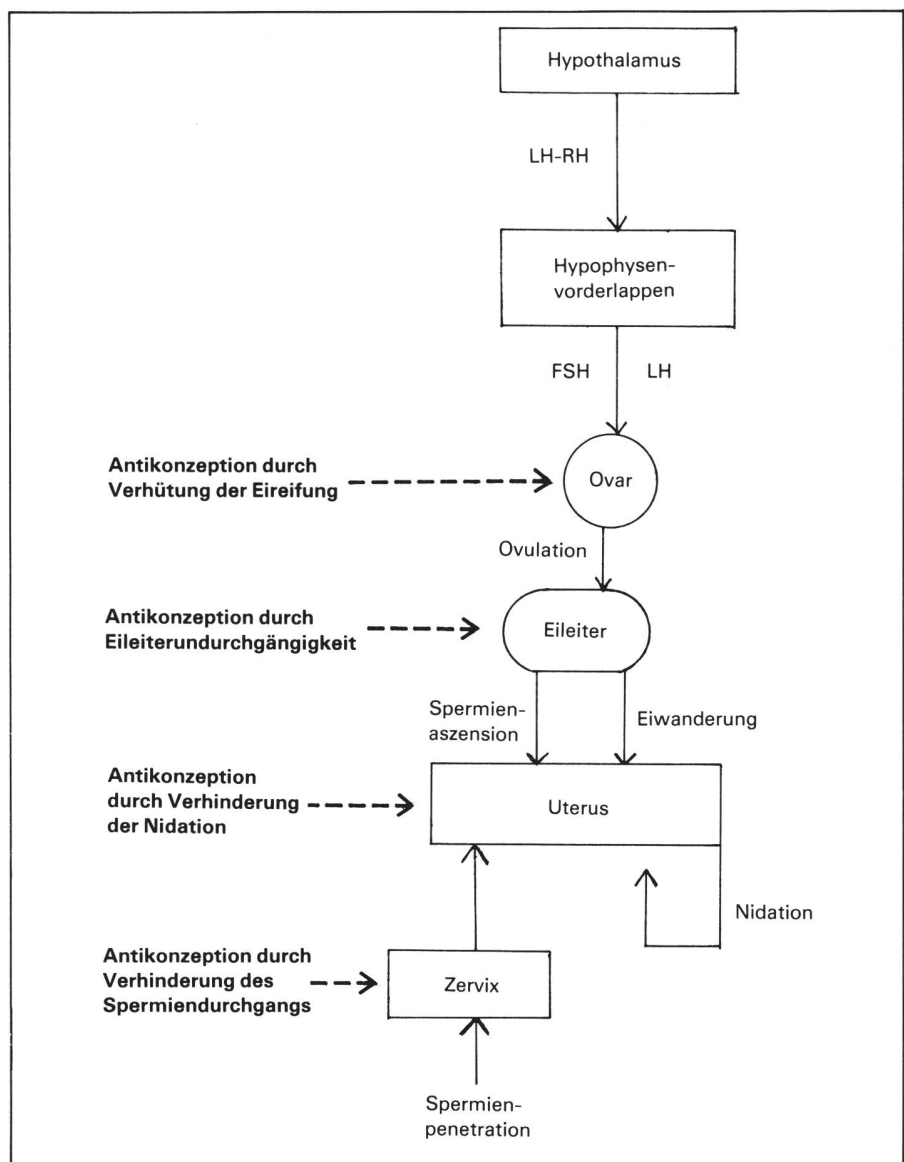 Hypothalamus
LH-RH
Hypophysen-
vorderlappen
FSH LH
Antikonzeption durch
Verhütung der Eireifung
Ovar
Ovulation
Antikonzeption durch
Eileiterundurchgängigkeit
Eileiter
Spermien-
aszension
Eiwanderung
Antikonzeption
durch Verhinderung
der Nidation
Uterus
Nidation
Antikonzeption durch
Verhinderung des
Spermiendurchgangs
Zervix
Spermien-
penetration